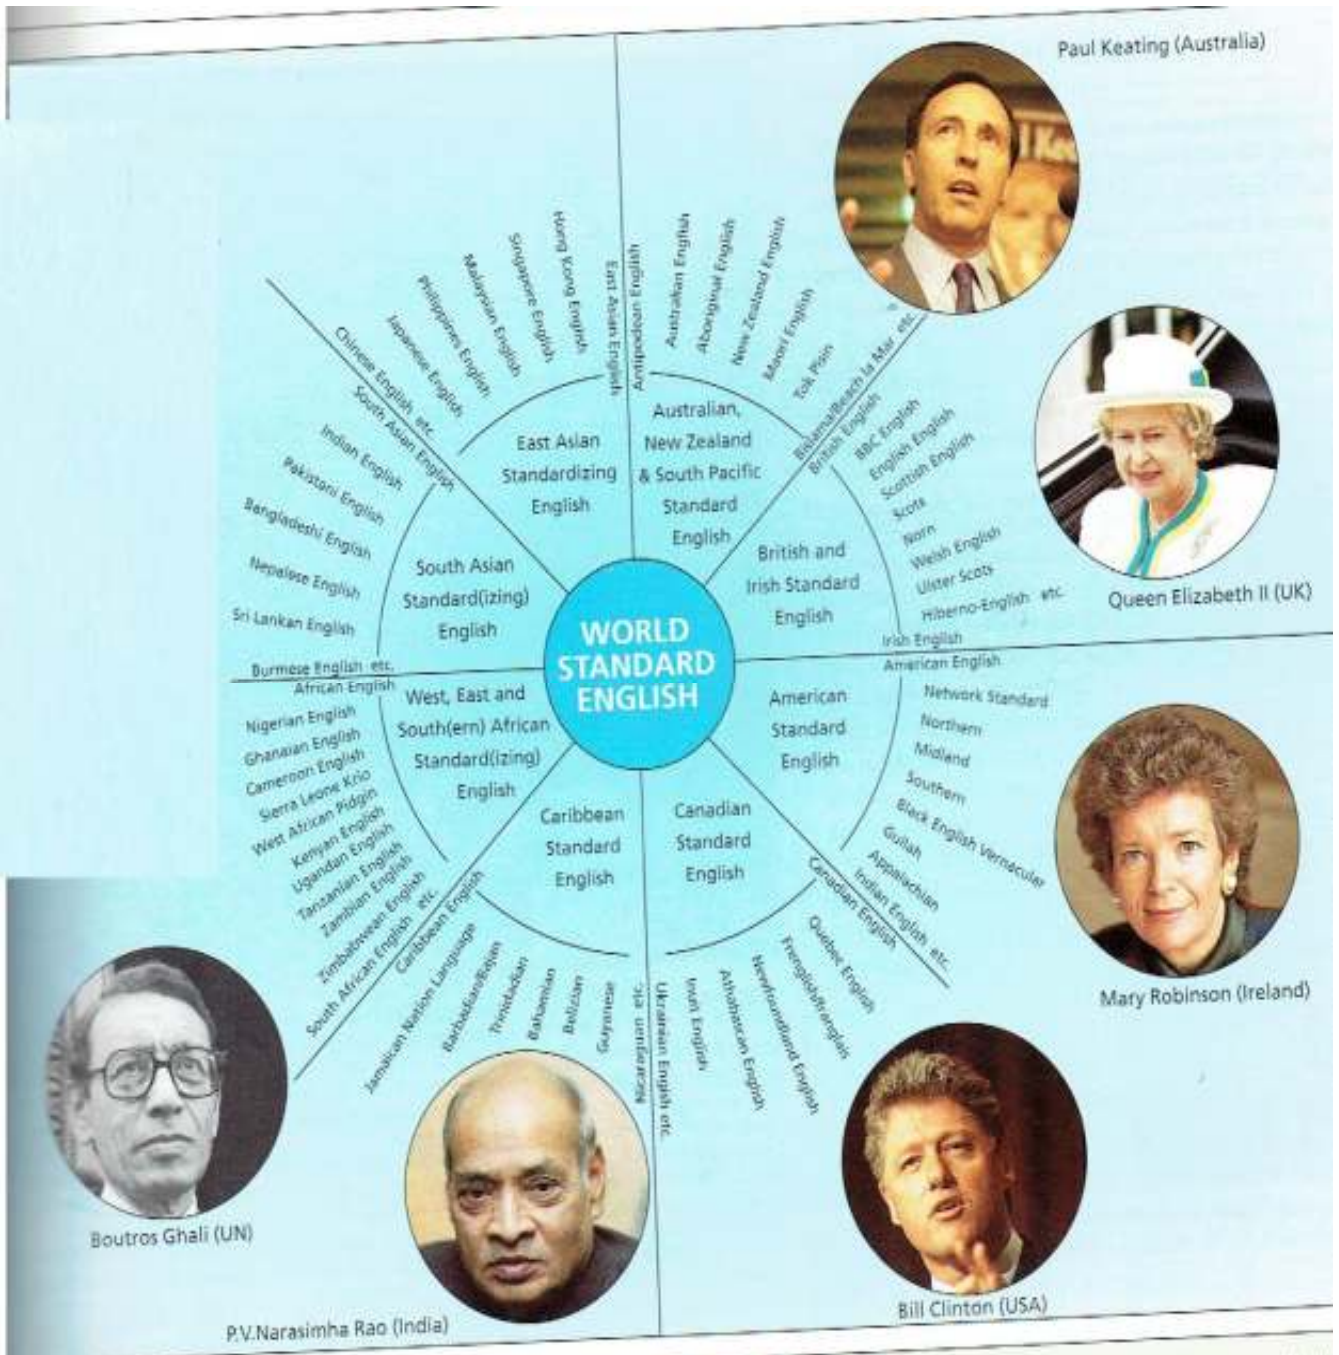 Paul Keating (Australia)
Queen Elizabeth II (UK)
Mary Robinson (Ireland)
Bill Clinton (USA)
P.V.Narasimha Rao (India)
Boutros Ghali (UN)
WORLD
STANDARD
ENGLISH
Australian,
New Zealand
& South Pacific
Standard
English
Antipodean English
Australian English
Aboriginal English
New Zealand English
Maori English
Tok Pisin
Bislama/Beach la Mar etc.
British and
Irish Standard
English
British English
BBC English
English English
Scottish English
Scots
Norn
Welsh English
Ulster Scots
Hiberno-English etc.
Irish English
American
Standard
English
American English
Network Standard
Northern
Midland
Southern
Black English Vernacular
Gullah
Appalachian
Indian English etc.
Canadian
Standard
English
Canadian English
Quebec English
Frenglish/franglais
Newfoundland English
Athabascan English
Inuit English
Ukrainian English etc.
Caribbean
Standard
English
Caribbean English
Jamaican Nation Language
Barbadian/Bajan
Trinidadian
Bahamian
Belizian
Guyanese
Nicaraguan etc.
West, East and
South(ern) African
Standard(izing)
English
African English
Nigerian English
Ghanaian English
Cameroon English
Sierra Leone Krio
West African Pidgin
Kenyan English
Ugandan English
Tanzanian English
Zambian English
Zimbabwean English
South African English etc.
South Asian
Standard(izing)
English
South Asian English
Indian English
Pakistani English
Bangladeshi English
Nepalese English
Sri Lankan English
Burmese English etc.
East Asian
Standardizing
English
East Asian English
Hong Kong English
Singapore English
Malaysian English
Philippines English
Japanese English
Chinese English etc.